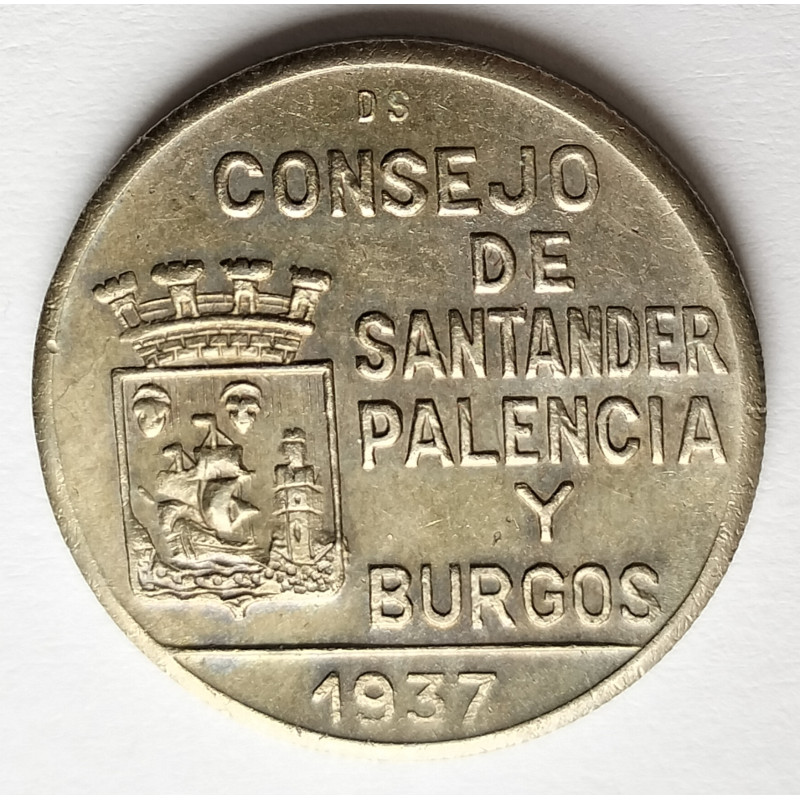 DS
CONSEJO
DE
SANTANDER
PALENCIA
Y
BURGOS
1937